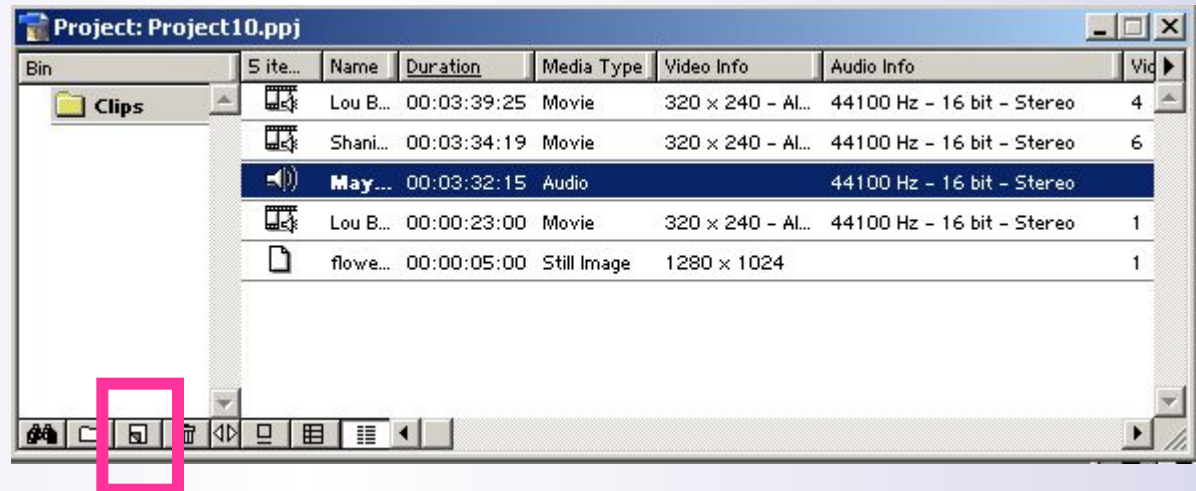 Project: Project10.ppj
Bin 5 ite... Name Duration Media Type Video Info Audio Info Vid
Clips Lou B... 00:03:39:25 Movie 320 x 240 - Al... 44100 Hz - 16 bit - Stereo 4
Shani... 00:03:34:19 Movie 320 x 240 - Al... 44100 Hz - 16 bit - Stereo 6
May... 00:03:32:15 Audio 44100 Hz - 16 bit - Stereo
Lou B... 00:00:23:00 Movie 320 x 240 - Al... 44100 Hz - 16 bit - Stereo 1
flowe... 00:00:05:00 Still Image 1280 x 1024 1